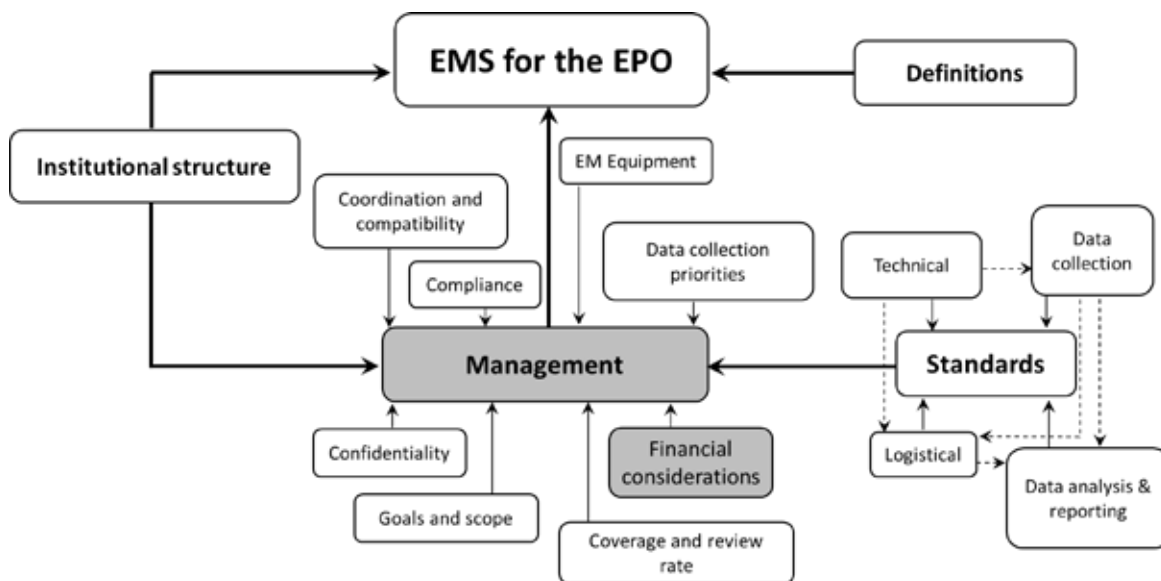 EMS for the EPO
Definitions
Institutional structure
EM Equipment
Coordination and
compatibility
Data collection
priorities
Technical
Data
collection
Compliance
Management
Standards
Confidentiality
Financial
considerations
Logistical
Goals and scope
Data analysis &
reporting
Coverage and review
rate